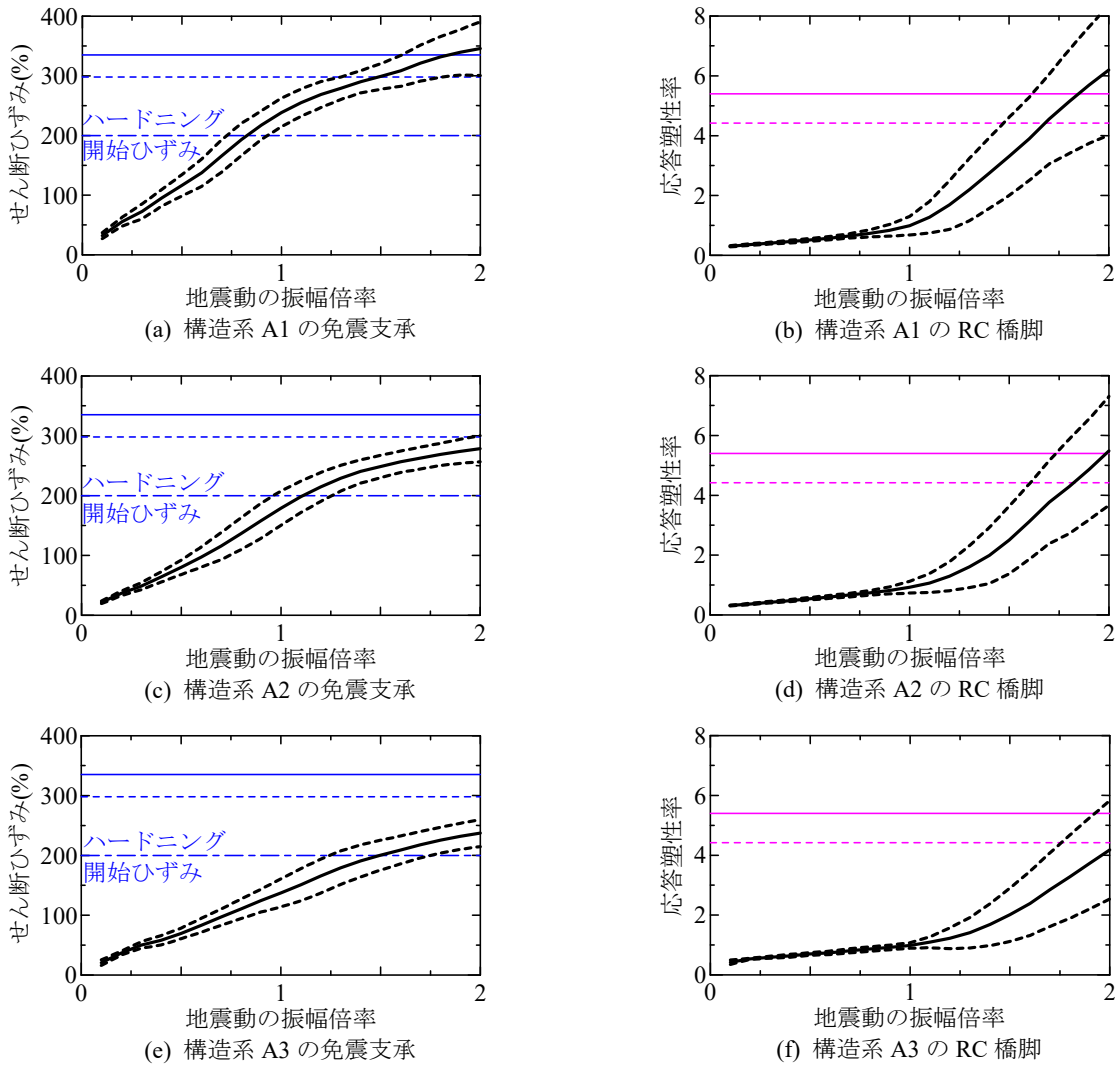 400
300
200
100
0
せん断ひずみ(%)
ハードニング
開始ひずみ
0
1
2
地震動の振幅倍率
(a) 構造系 A1 の免震支承
8
6
4
2
0
応答塑性率
0
1
2
地震動の振幅倍率
(b) 構造系 A1 の RC 橋脚
400
300
200
100
0
せん断ひずみ(%)
ハードニング
開始ひずみ
0
1
2
地震動の振幅倍率
(c) 構造系 A2 の免震支承
8
6
4
2
0
応答塑性率
0
1
2
地震動の振幅倍率
(d) 構造系 A2 の RC 橋脚
400
300
200
100
0
せん断ひずみ(%)
ハードニング
開始ひずみ
0
1
2
地震動の振幅倍率
(e) 構造系 A3 の免震支承
8
6
4
2
0
応答塑性率
0
1
2
地震動の振幅倍率
(f) 構造系 A3 の RC 橋脚